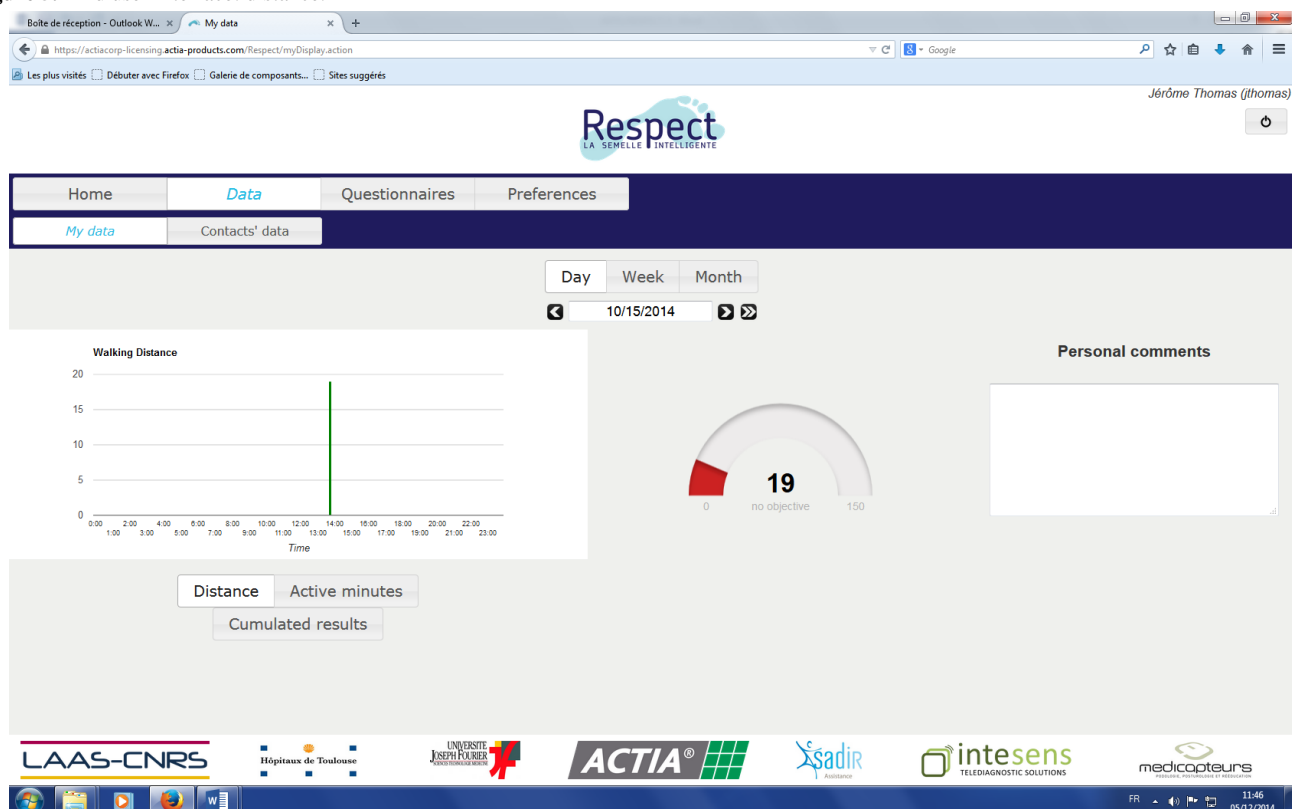 Boîte de réception - Outlook W...
My data
https://actiacorp-licensing.actia-products.com/Respect/myDisplay.action
Google
Les plus visités Débuter avec Firefox Galerie de composants... Sites suggérés
Jérôme Thomas (jthomas)
Respect
LA SEMELLE INTELLIGENTE
Home Data Questionnaires Preferences
My data Contacts' data
Day Week Month
10/15/2014
Walking Distance
20
15
10
5
0
0:00 2:00 4:00 6:00 8:00 10:00 12:00 14:00 16:00 18:00 20:00 22:00
1:00 3:00 5:00 7:00 9:00 11:00 13:00 15:00 17:00 19:00 21:00 23:00
Time
19
0 no objective 150
Personal comments
Distance Active minutes
Cumulated results
LAAS-CNRS
Hôpitaux de Toulouse
UNIVERSITE
JOSEPH FOURIER
ACTIA®
sadir
Assistance
intesens
TELEDIAGNOSTIC SOLUTIONS
medicapteurs
FR
11:46
05/12/2014